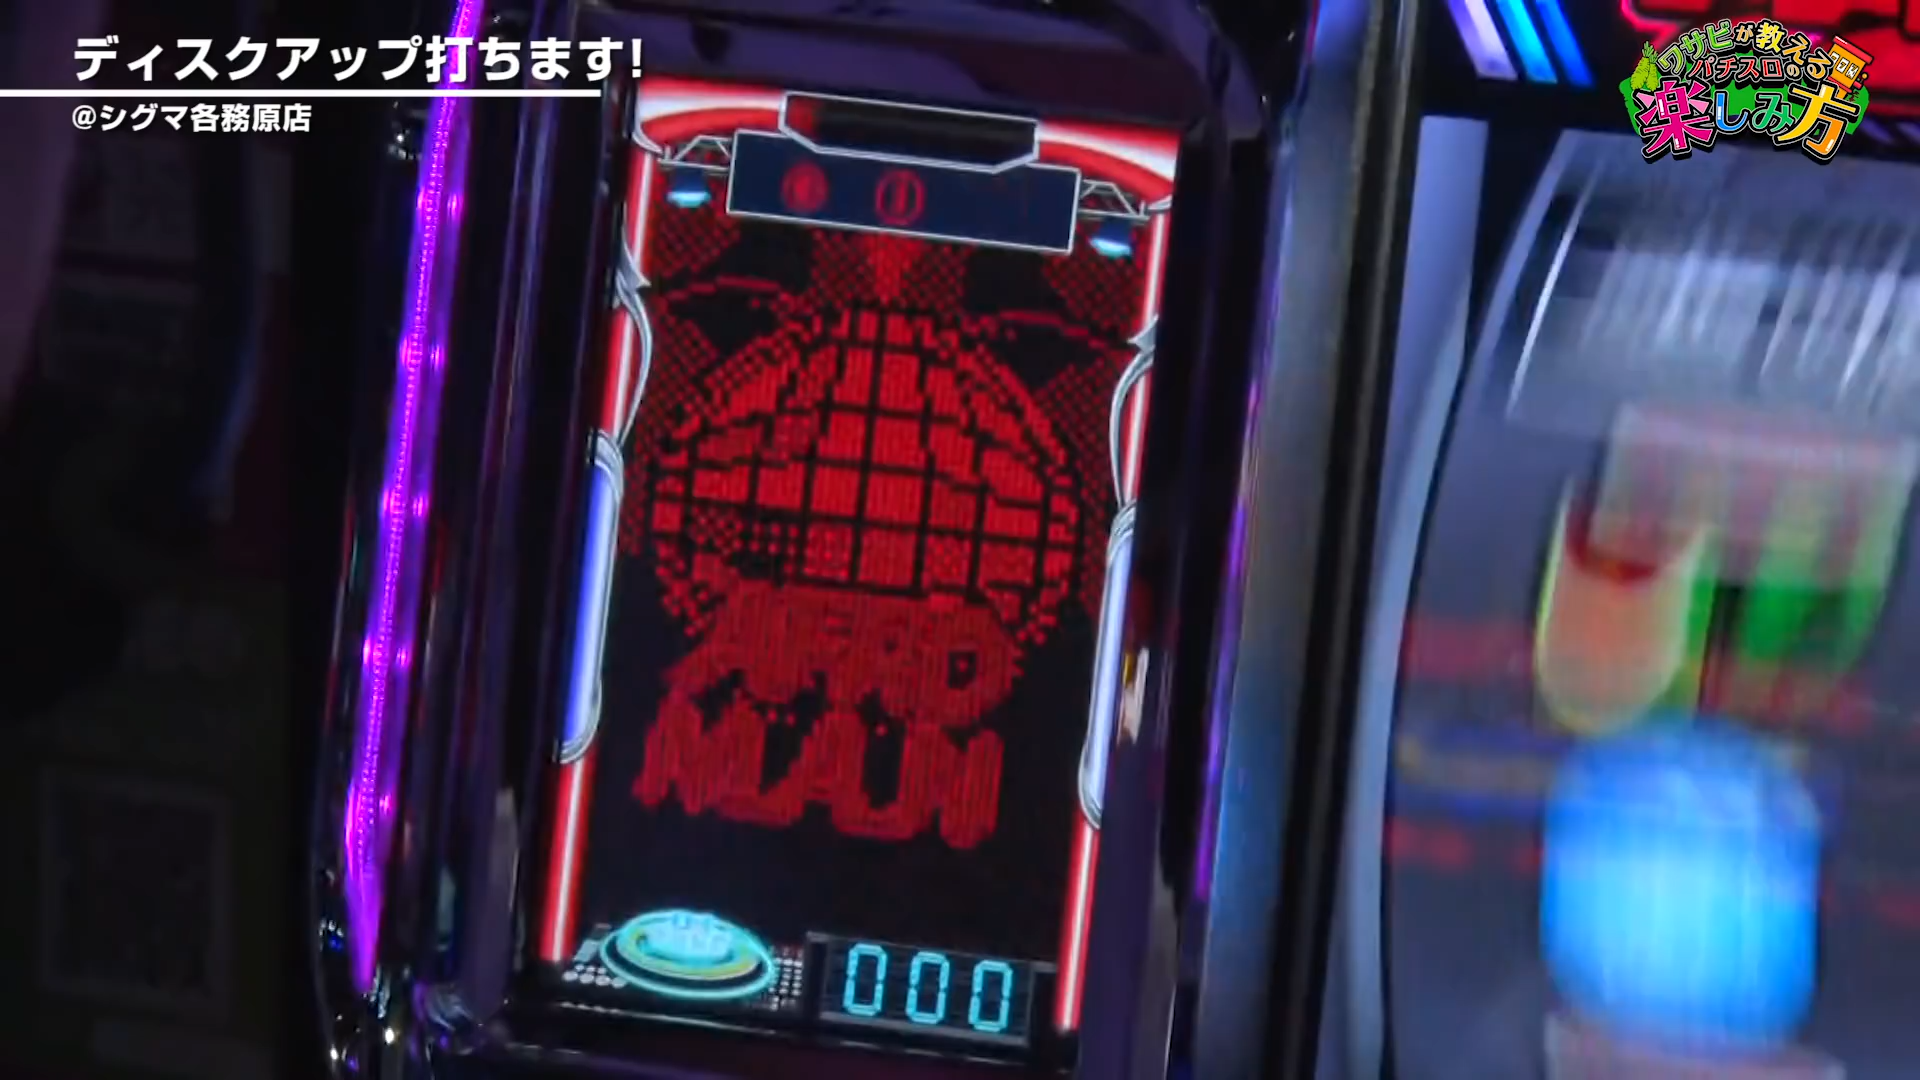 ディスクアップ打ちます!
@シグマ各務原店
ワサビが教える
パチスロの
楽しみ方
000